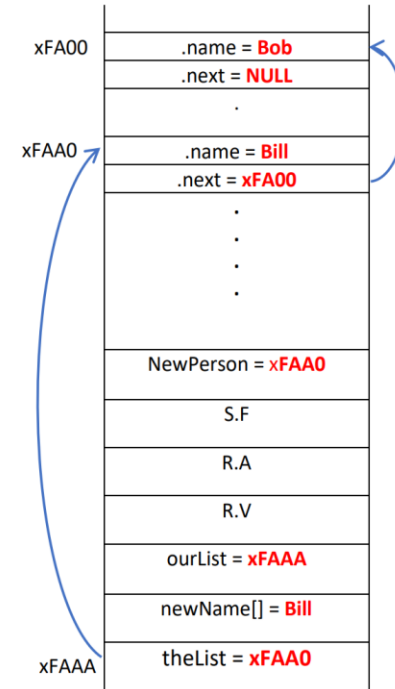 xFA00 .name = Bob
.next = NULL
.
xFAA0 .name = Bill
.next = xFA00
.
.
.
.
NewPerson = xFAA0
S.F
R.A
R.V
ourList = xFAAA
newName[] = Bill
xFAAA theList = xFAA0